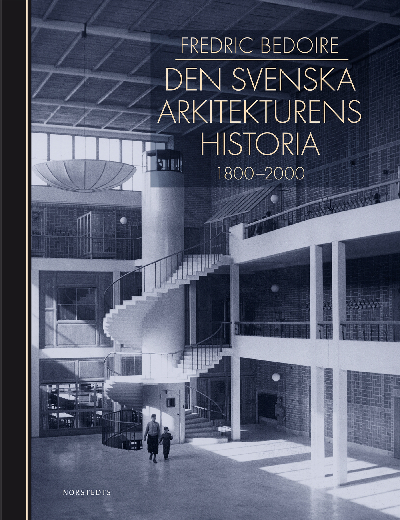 FREDRIC BEDOIRE
DEN SVENSKA
ARKITEKTURENS
HISTORIA
1800–2000
NORSTEDTS